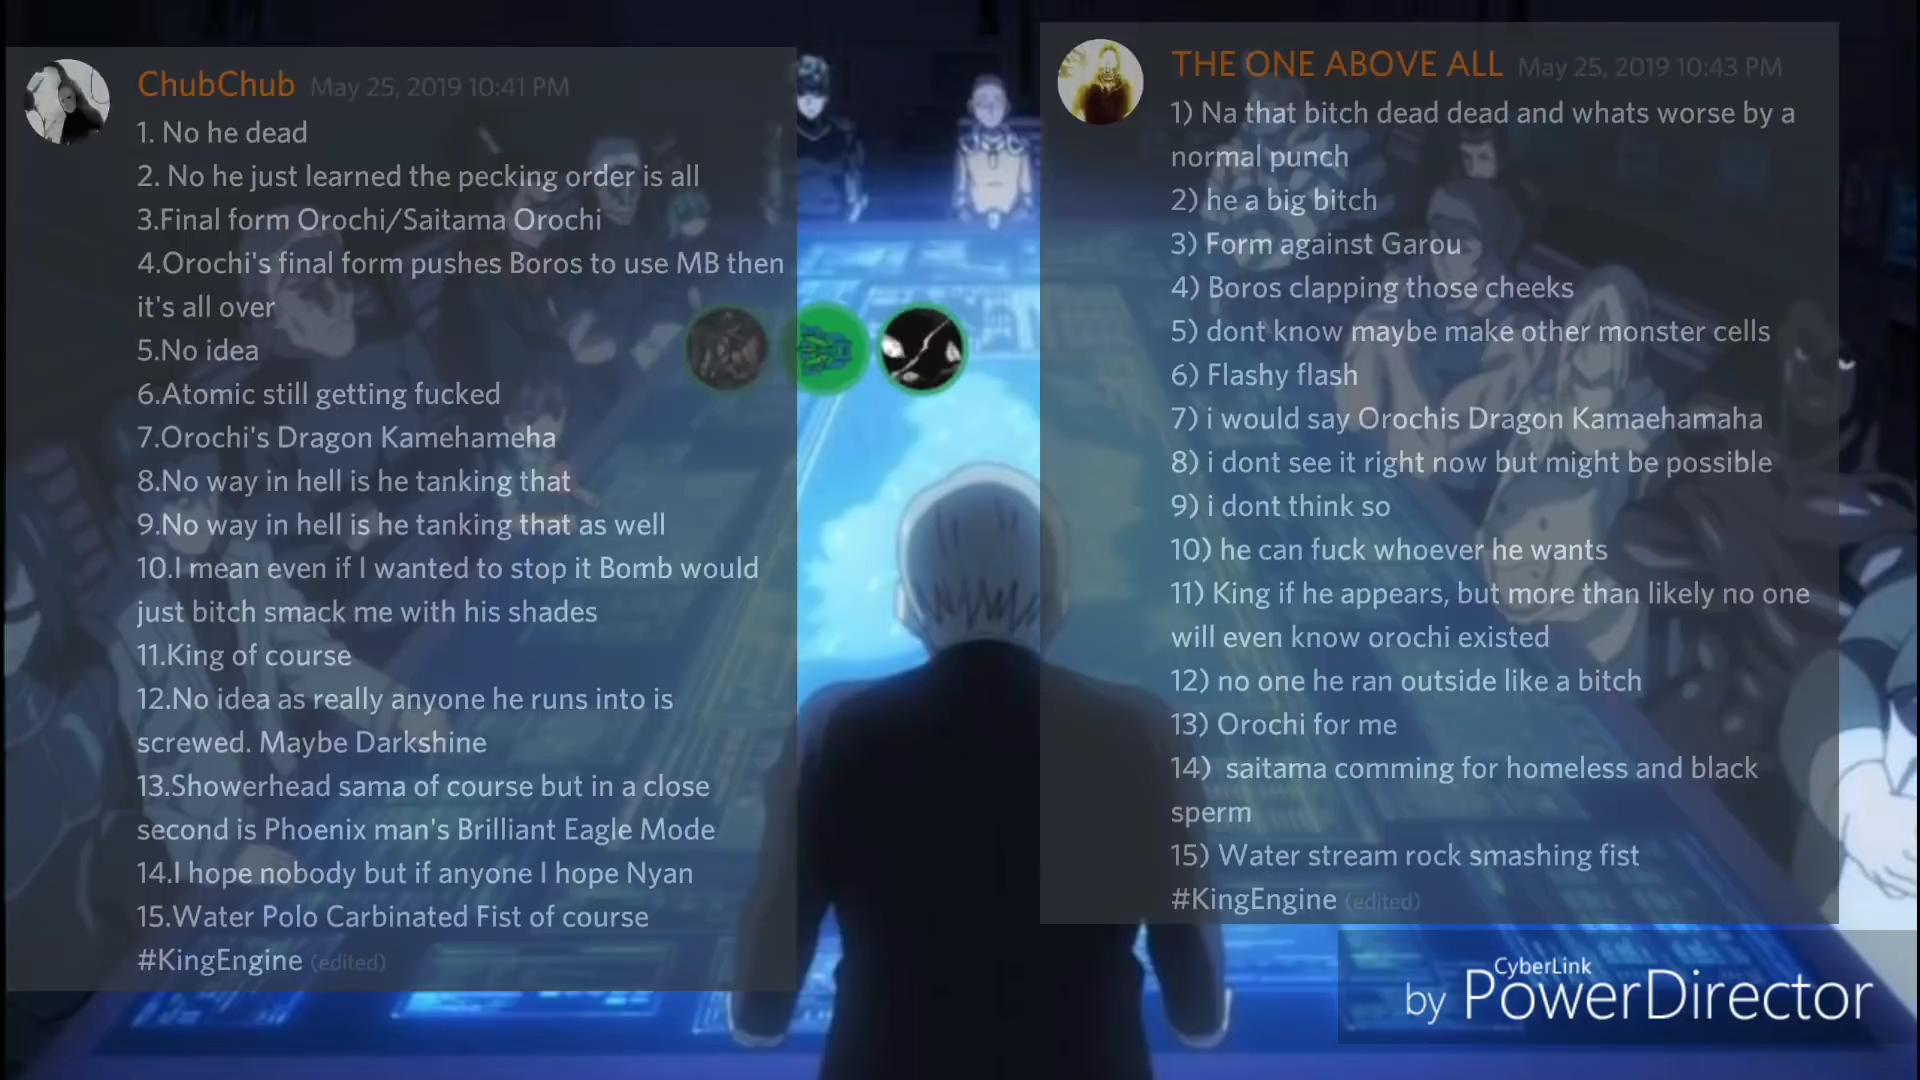 ChubChub May 25, 2019 10:41 PM
1. No he dead
2. No he just learned the pecking order is all
3.Final form Orochi/Saitama Orochi
4.Orochi's final form pushes Boros to use MB then
it's all over
5.No idea
6.Atomic still getting fucked
7.Orochi's Dragon Kamehameha
8.No way in hell is he tanking that
9.No way in hell is he tanking that as well
10.I mean even if I wanted to stop it Bomb would
just bitch smack me with his shades
11.King of course
12.No idea as really anyone he runs into is
screwed. Maybe Darkshine
13.Showerhead sama of course but in a close
second is Phoenix man's Brilliant Eagle Mode
14.I hope nobody but if anyone I hope Nyan
15.Water Polo Carbinated Fist of course
#KingEngine (edited)
THE ONE ABOVE ALL May 25, 2019 10:43 PM
1) Na that bitch dead dead and whats worse by a
normal punch
2) he a big bitch
3) Form against Garou
4) Boros clapping those cheeks
5) dont know maybe make other monster cells
6) Flashy flash
7) i would say Orochis Dragon Kamaehamaha
8) i dont see it right now but might be possible
9) i dont think so
10) he can fuck whoever he wants
11) King if he appears, but more than likely no one
will even know orochi existed
12) no one he ran outside like a bitch
13) Orochi for me
14) saitama comming for homeless and black
sperm
15) Water stream rock smashing fist
#KingEngine (edited)
CyberLink
by PowerDirector